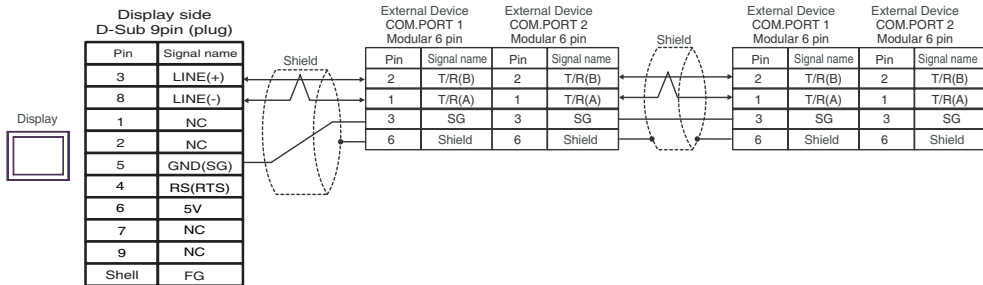 Display
Display side
D-Sub 9pin (plug)
Pin Signal name
3 LINE(+)
8 LINE(-)
1 NC
2 NC
5 GND(SG)
4 RS(RTS)
6 5V
7 NC
9 NC
Shell FG
Shield
External Device
COM.PORT 1
Modular 6 pin
External Device
COM.PORT 2
Modular 6 pin
Pin Signal name Pin Signal name
2 T/R(B) 2 T/R(B)
1 T/R(A) 1 T/R(A)
3 SG 3 SG
6 Shield 6 Shield
Shield
External Device
COM.PORT 1
Modular 6 pin
External Device
COM.PORT 2
Modular 6 pin
Pin Signal name Pin Signal name
2 T/R(B) 2 T/R(B)
1 T/R(A) 1 T/R(A)
3 SG 3 SG
6 Shield 6 Shield